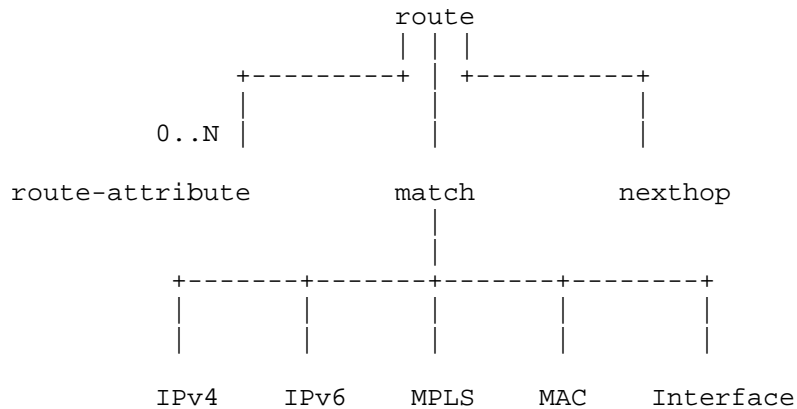 route
0..N
route-attribute match nexthop
IPv4 IPv6 MPLS MAC Interface